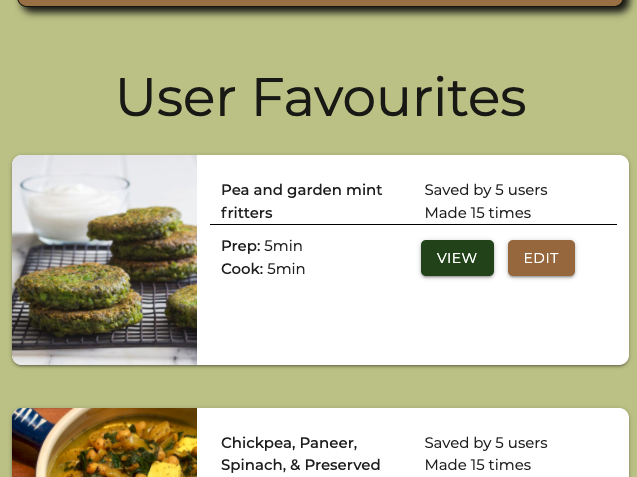 User Favourites
Pea and garden mint
fritters
Saved by 5 users
Made 15 times
Prep: 5min
Cook: 5min
VIEW
EDIT
Chickpea, Paneer,
Spinach, & Preserved
Saved by 5 users
Made 15 times